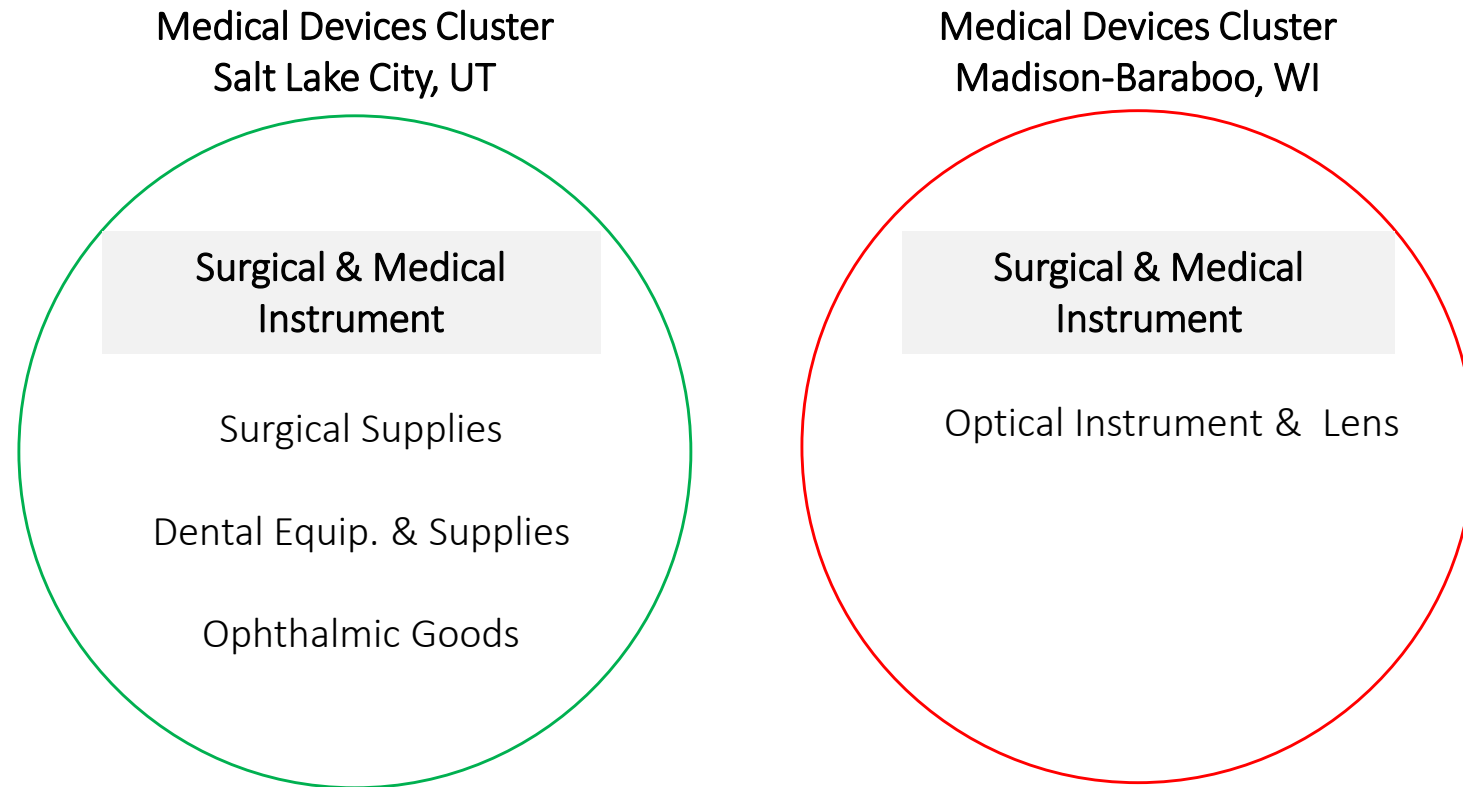 Medical Devices Cluster
Salt Lake City, UT
Surgical & Medical
Instrument
Surgical Supplies
Dental Equip. & Supplies
Ophthalmic Goods
Medical Devices Cluster
Madison-Baraboo, WI
Surgical & Medical
Instrument
Optical Instrument &  Lens